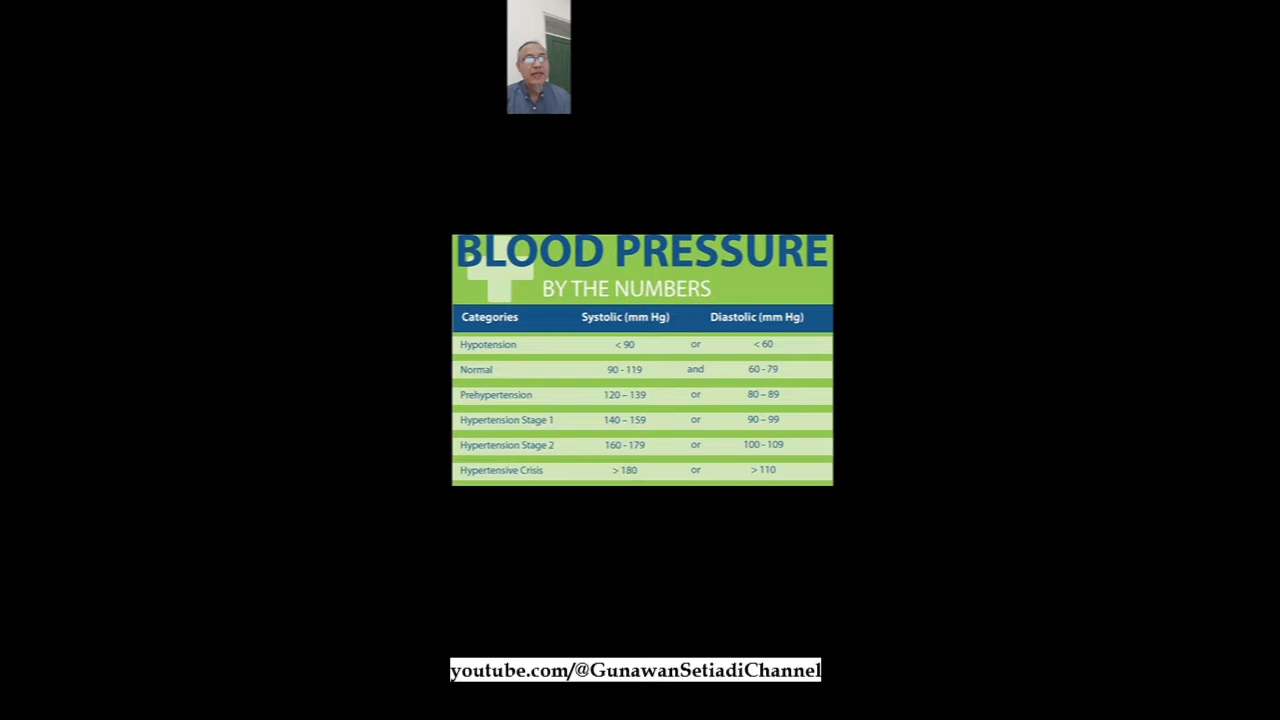 BLOOD PRESSURE
BY THE NUMBERS
Categories Systolic (mm Hg) Diastolic (mm Hg)
Hypotension < 90 or < 60
Normal 90 - 119 and 60 - 79
Prehypertension 120 – 139 or 80 – 89
Hypertension Stage 1 140 – 159 or 90 – 99
Hypertension Stage 2 160 - 179 or 100 - 109
Hypertensive Crisis > 180 or > 110
youtube.com/@GunawanSetiadiChannel